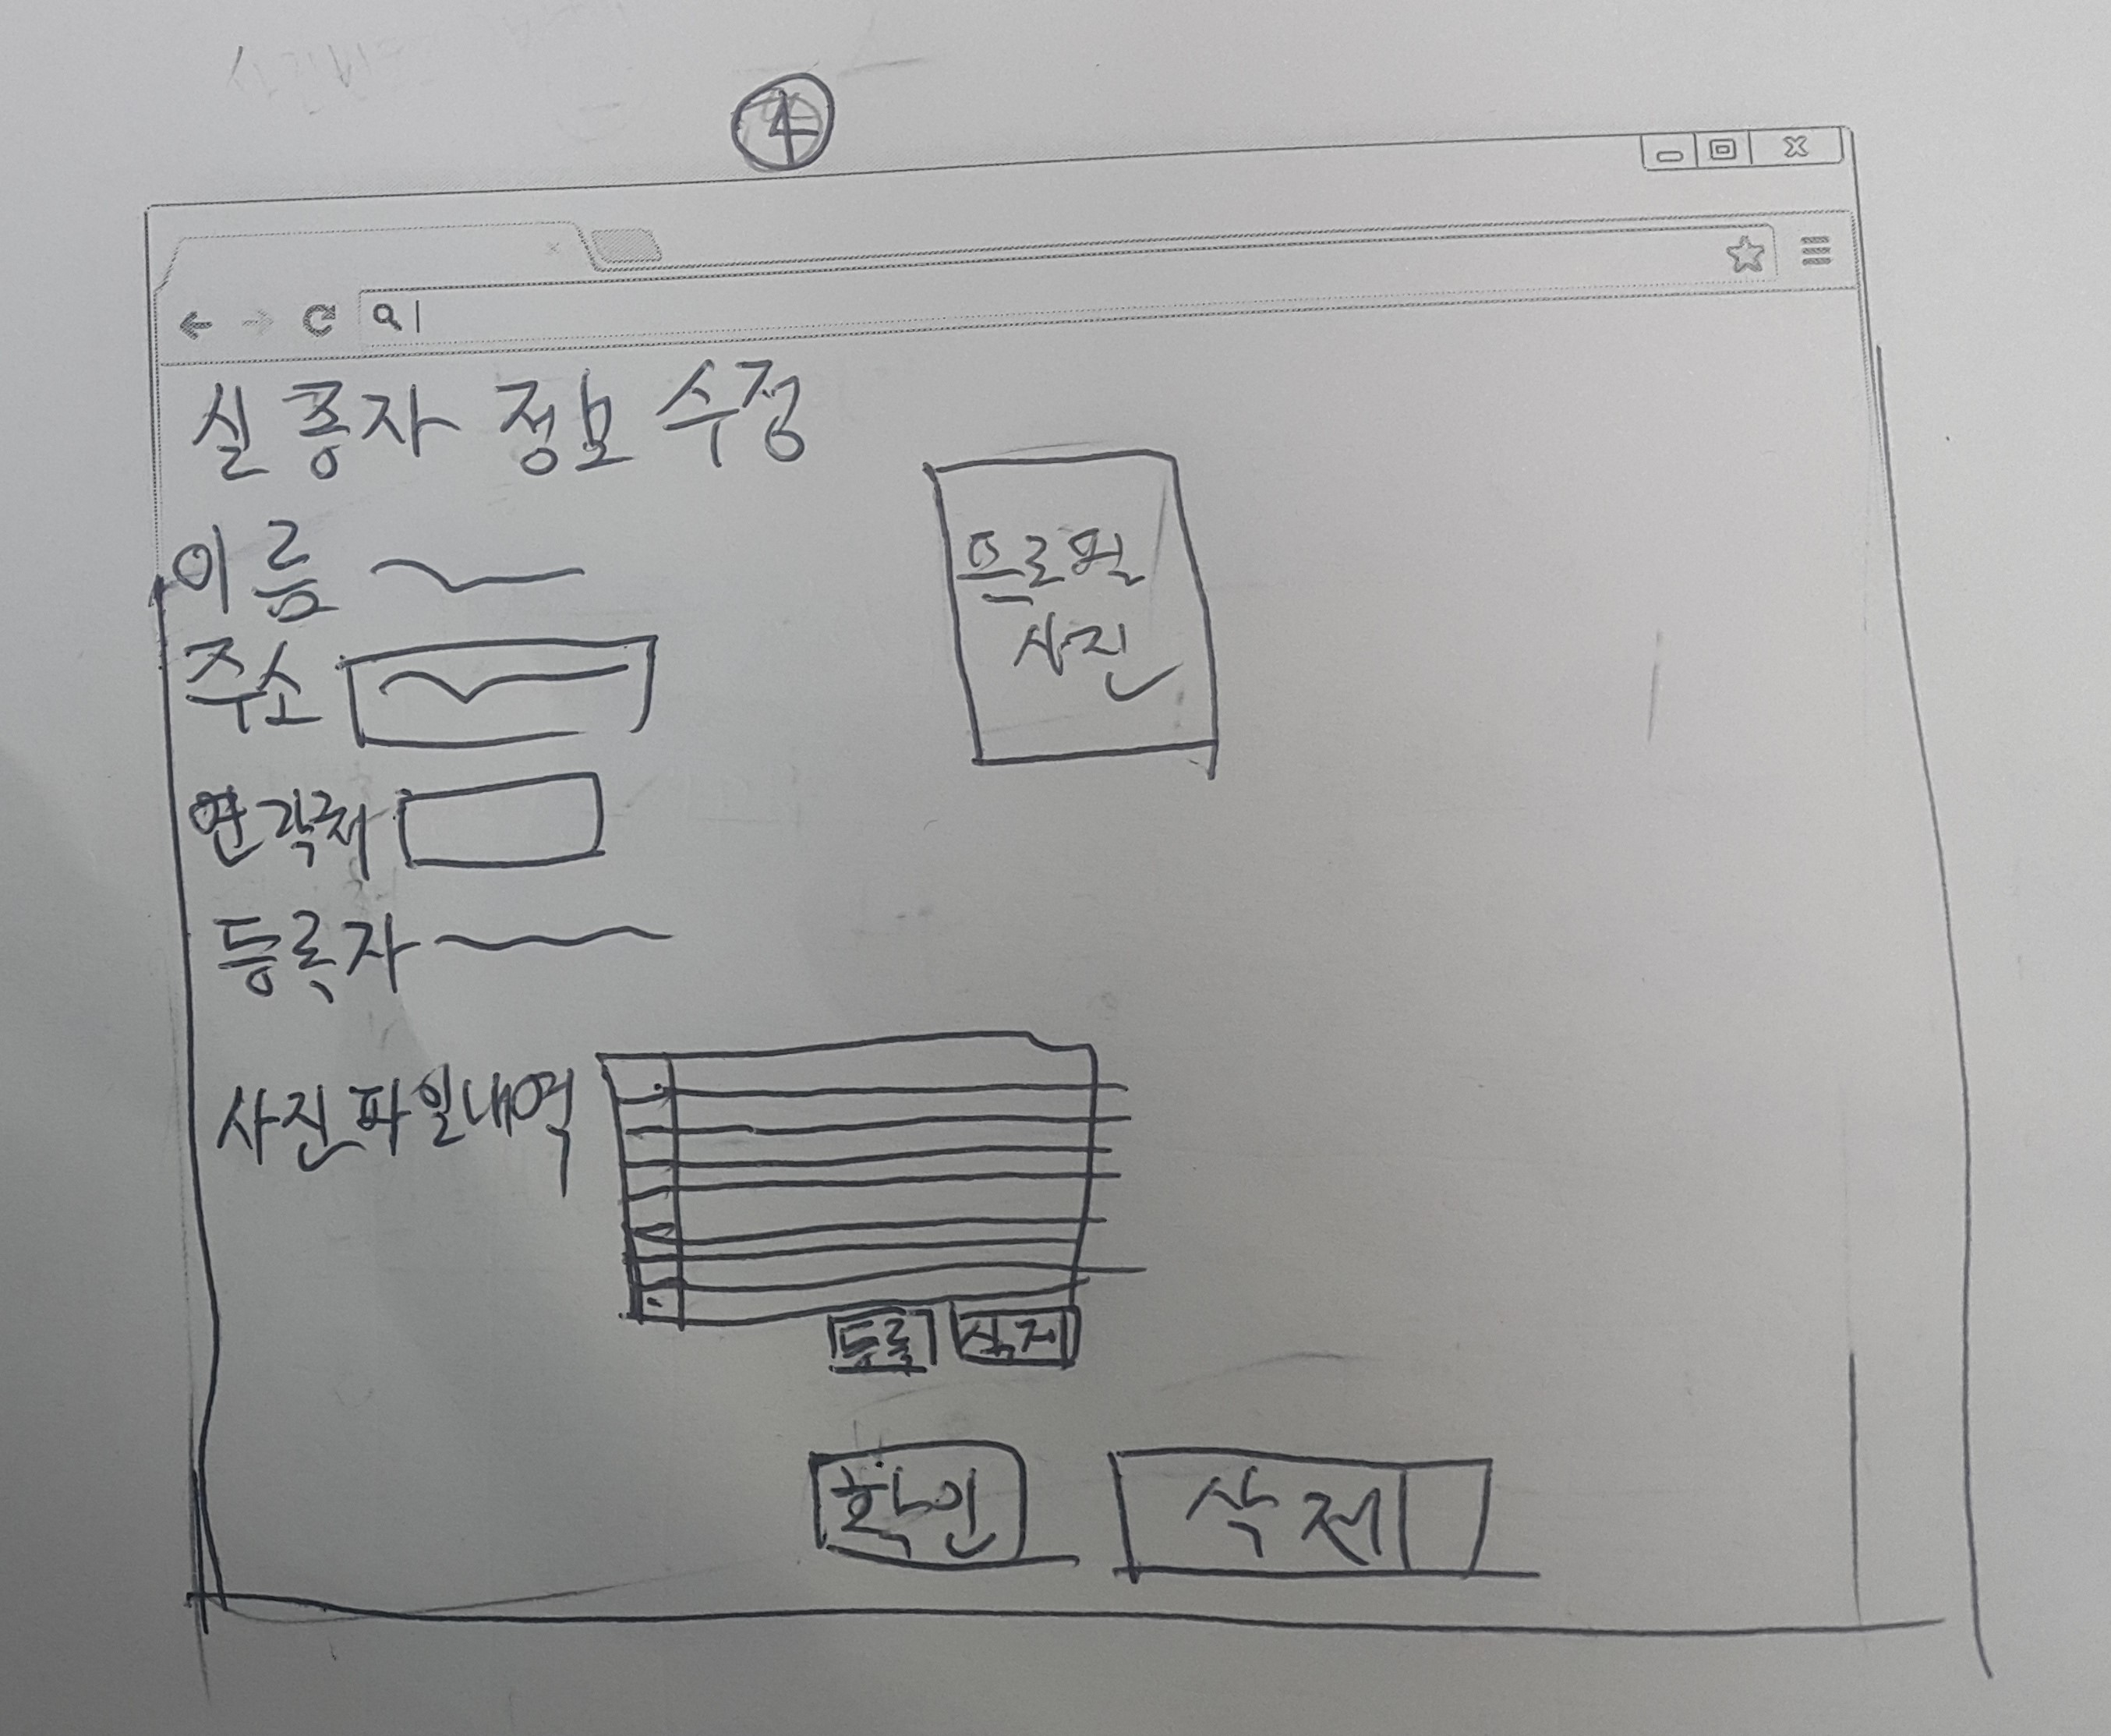 4
실종자 정보 수정
이름
프로필
사진
주소
연락처
등록자
사진파일내역
등록 삭제
확인 삭제